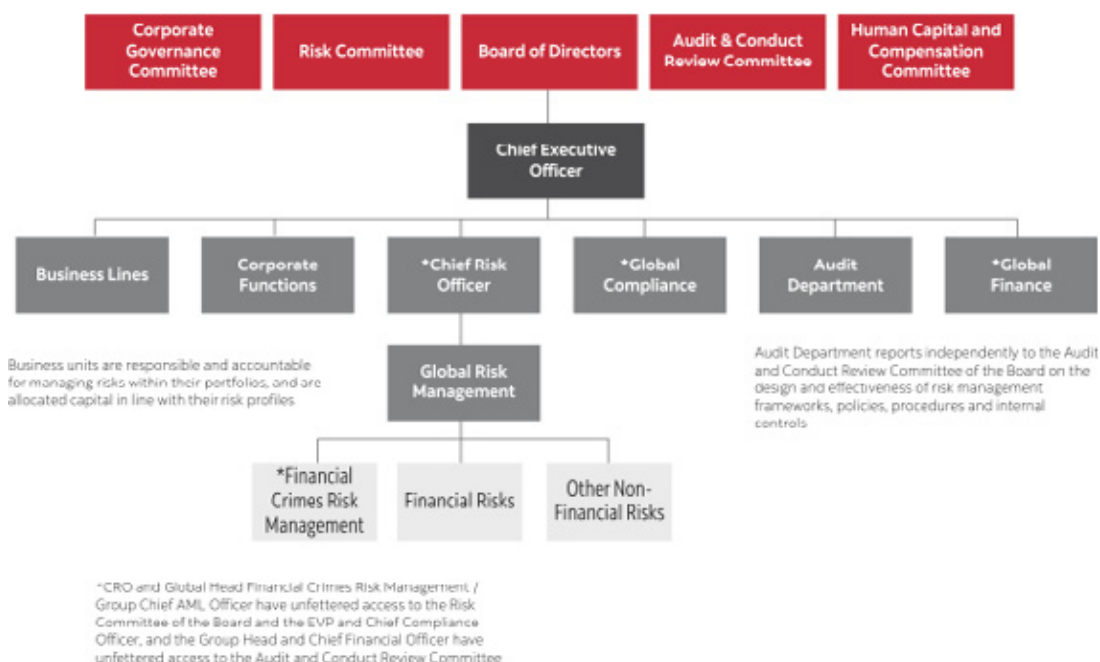 Corporate
Governance
Committee
Risk Committee
Board of Directors
Audit & Conduct
Review Committee
Human Capital and
Compensation
Committee
Chief Executive
Officer
Business Lines
Corporate
Functions
*Chief Risk
Officer
*Global
Compliance
Audit
Department
*Global
Finance
Business units are responsible and accountable
for managing risks within their portfolios, and are
allocated capital in line with their risk profiles
Global Risk
Management
Audit Department reports independently to the Audit
and Conduct Review Committee of the Board on the
design and effectiveness of risk management
frameworks, policies, procedures and internal
controls
*Financial
Crimes Risk
Management
Financial Risks
Other Non-
Financial Risks
*CRO and Global Head Financial Crimes Risk Management /
Group Chief AML Officer have unfettered access to the Risk
Committee of the Board and the EVP and Chief Compliance
Officer, and the Group Head and Chief Financial Officer have
unfettered access to the Audit and Conduct Review Committee